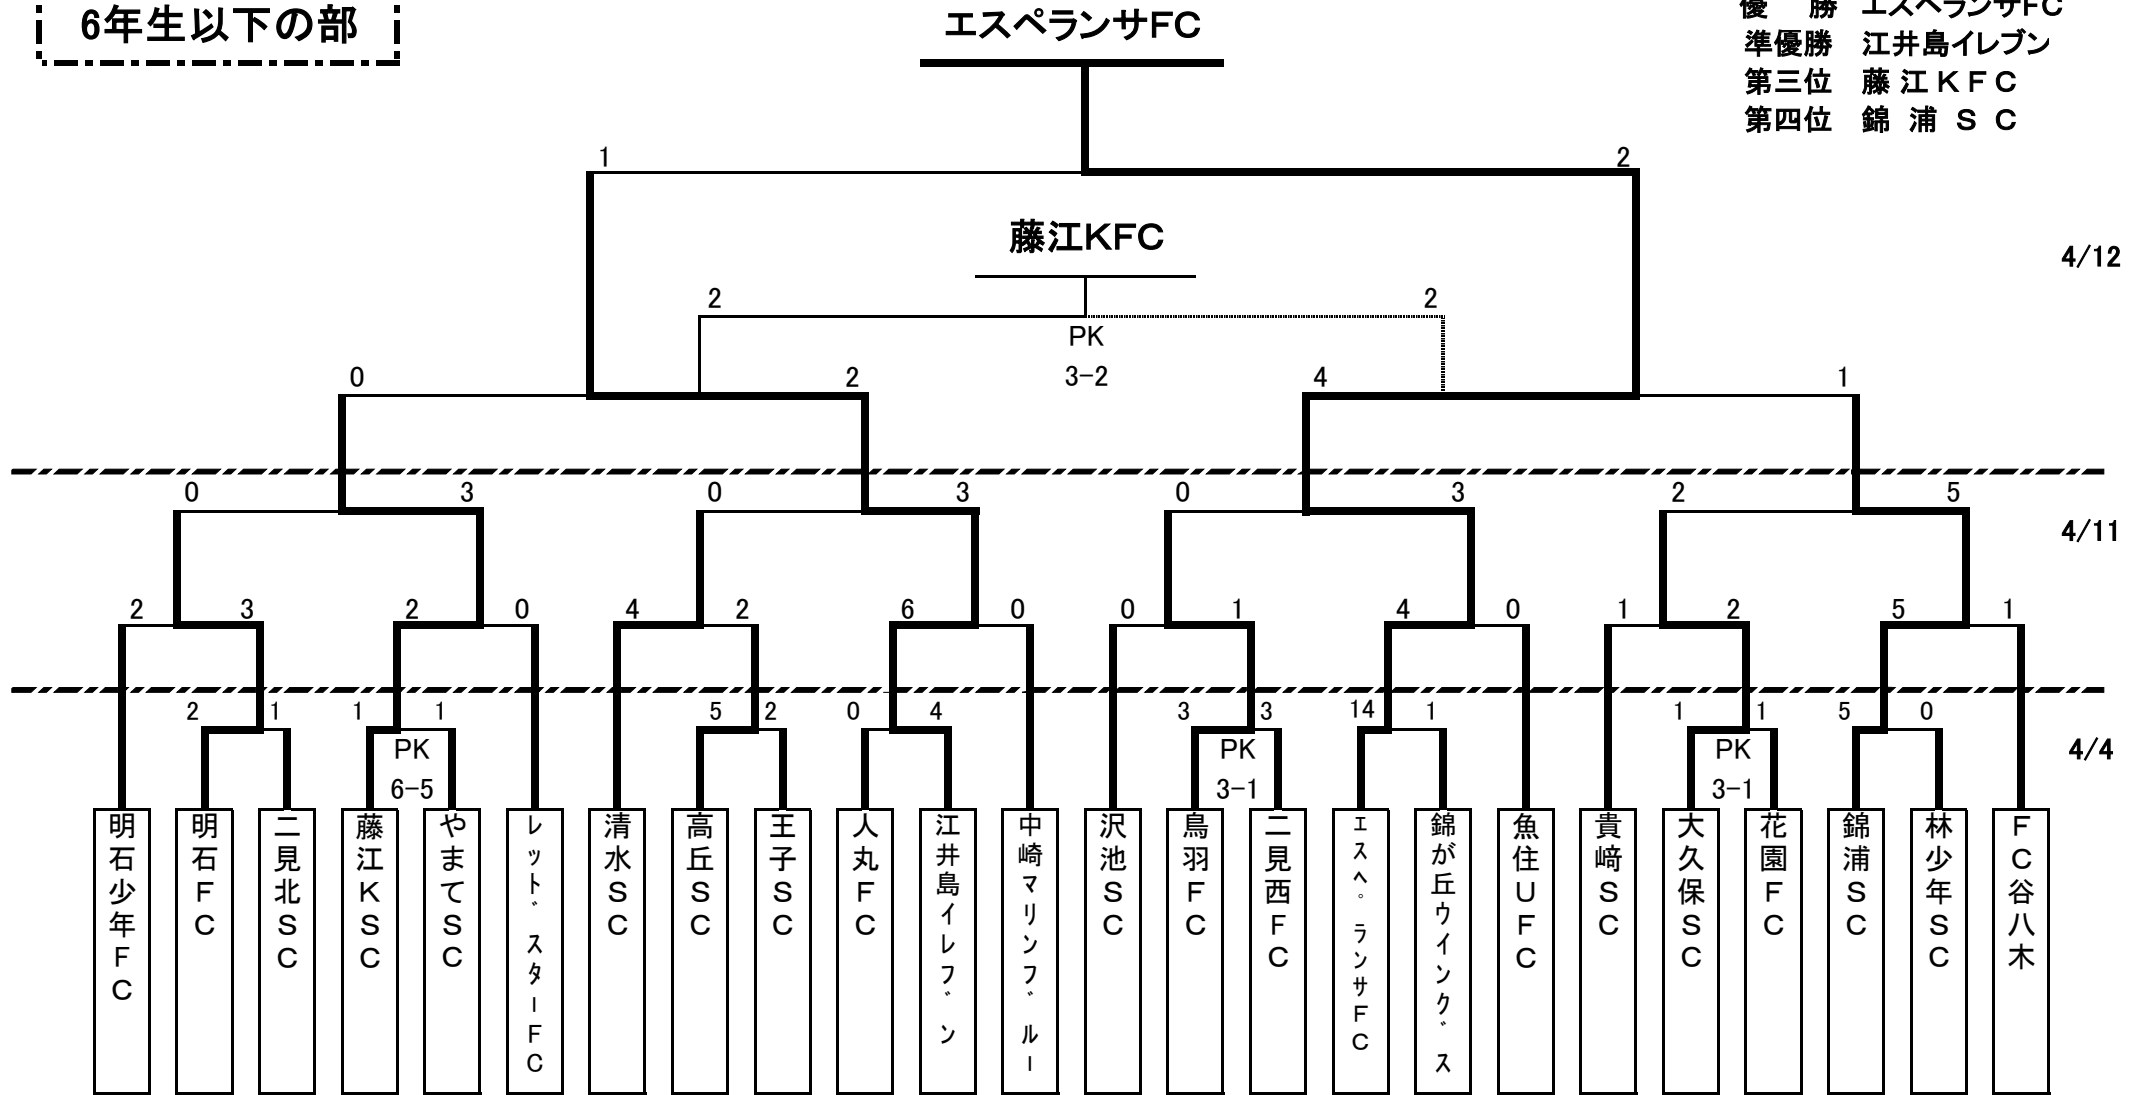 6年生以下の部
エスペランサFC
優　勝　エスペランサFC
準優勝　江井島イレブン
第三位　藤 江 K F C
第四位　錦 浦 S C
1 2
藤江KFC
4/12
2 2
PK
3-2
0 2 4 1
0 3 0 3 0 3 2 5
4/11
2 3 2 0 4 2 6 0 0 1 4 0 1 2 5 1
2 1 1 1 5 2 0 4 3 3 14 1 1 1 5 0
PK PK PK
4/4
6-5 3-1 3-1
明石少年FC
明石FC
二見北SC
藤江KSC
やまてSC
レッド スターFC
清水SC
高丘SC
王子SC
人丸FC
江井島イレブン
中崎マリンブルー
沢池SC
鳥羽FC
二見西FC
エスペランサFC
錦が丘ウイングス
魚住UFC
貴﨑SC
大久保SC
花園FC
錦浦SC
林少年SC
FC谷八木